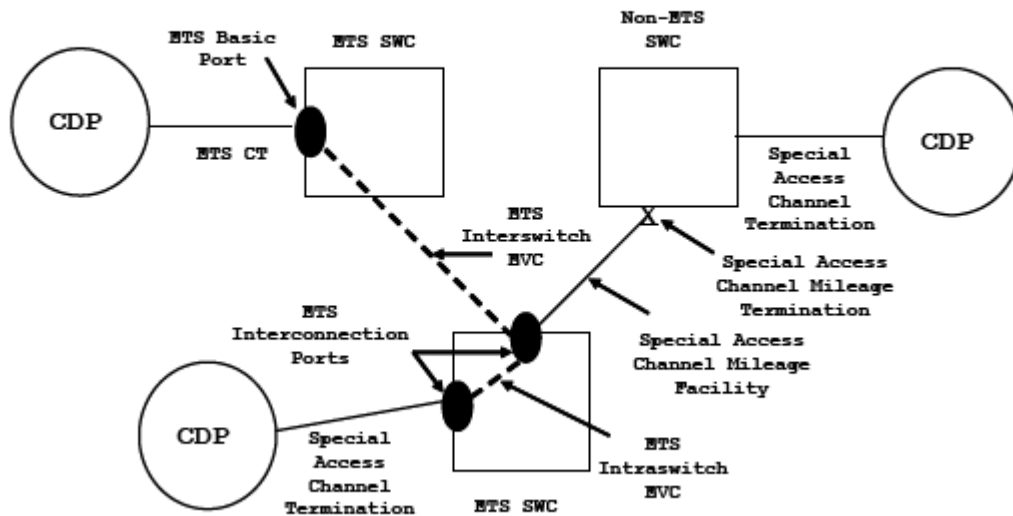 ETS Basic
Port
ETS SWC
Non-ETS
SWC
CDP
ETS CT
CDP
Special
Access
Channel
Termination
ETS
Interswitch
EVC
X
Special Access
Channel Mileage
Termination
ETS
Interconnection
Ports
Special Access
Channel Mileage
Facility
CDP
Special
Access
Channel
Termination
ETS
Intraswitch
EVC
ETS SWC